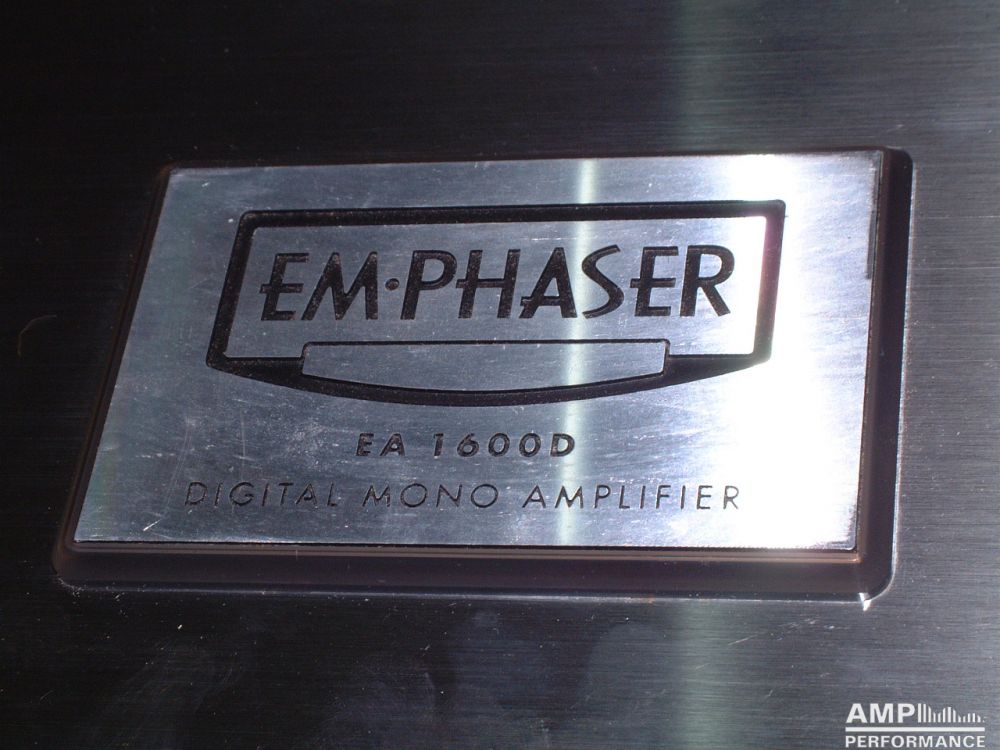 EM·PHASER
EA 1600D
DIGITAL MONO AMPLIFIER
AMP
PERFORMANCE